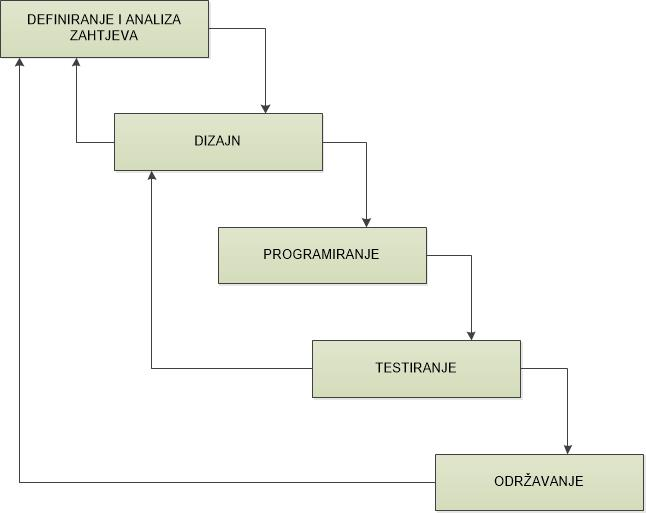 DEFINIRANJE I ANALIZA
ZAHTJEVA
DIZAJN
PROGRAMIRANJE
TESTIRANJE
ODRŽAVANJE